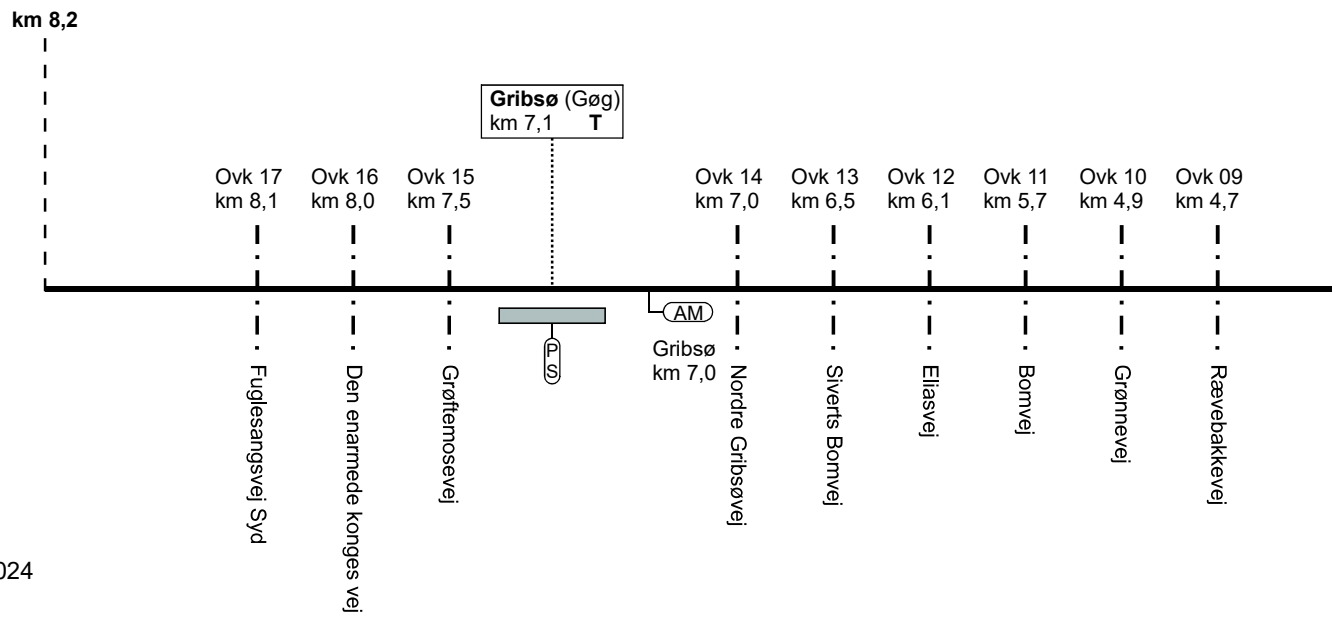 km 8,2
Gribsø (Gøg)
km 7,1 T
Ovk 17
km 8,1
Ovk 16
km 8,0
Ovk 15
km 7,5
Ovk 14
km 7,0
Ovk 13
km 6,5
Ovk 12
km 6,1
Ovk 11
km 5,7
Ovk 10
km 4,9
Ovk 09
km 4,7
AM
Gribsø
km 7,0
P
S
Fuglesangsvej Syd
Den enarmede konges vej
Grøftemosevej
Nordre Gribsøvej
Siverts Bomvej
Eliasvej
Bomvej
Grønnevej
Rævebakkevej
024